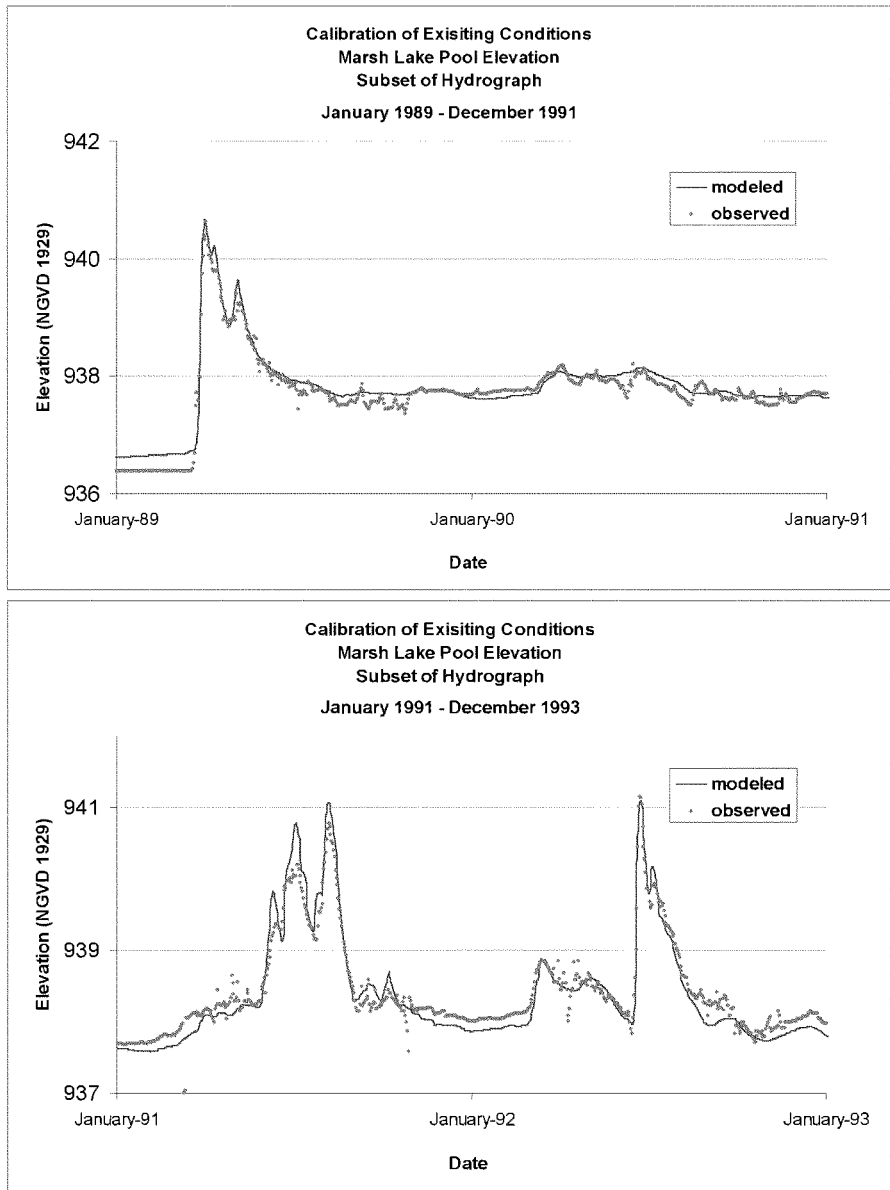 Calibration of Exisiting Conditions
Marsh Lake Pool Elevation
Subset of Hydrograph
January 1989 - December 1991
942
940
938
936
Elevation (NGVD 1929)
modeled
observed
January-89
January-90
January-91
Date
Calibration of Exisiting Conditions
Marsh Lake Pool Elevation
Subset of Hydrograph
January 1991 - December 1993
941
939
937
Elevation (NGVD 1929)
modeled
observed
January-91
January-92
January-93
Date